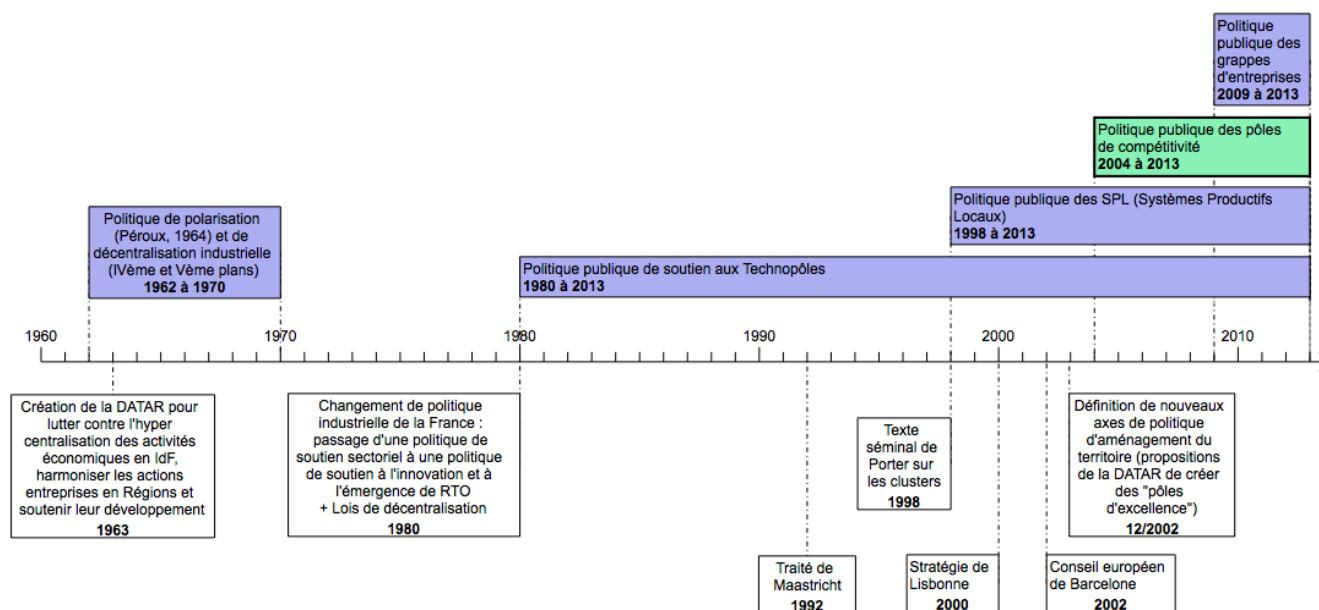 Politique
publique des
grappes
d'entreprises
2009 à 2013
Politique publique des pôles
de compétitivité
2004 à 2013
Politique publique des SPL (Systèmes Productifs
Locaux)
1998 à 2013
Politique de polarisation
(Péroux, 1964) et de
décentralisation industrielle
(IVème et Vème plans)
1962 à 1970
Politique publique de soutien aux Technopôles
1980 à 2013
1960
1970
1980
1990
2000
2010
Création de la DATAR pour
lutter contre l'hyper
centralisation des activités
économiques en IdF,
harmoniser les actions
entreprises en Régions et
soutenir leur développement
1963
Changement de politique
industrielle de la France :
passage d'une politique de
soutien sectoriel à une politique
de soutien à l'innovation et à
l'émergence de RTO
+ Lois de décentralisation
1980
Texte
séminal de
Porter sur
les clusters
1998
Définition de nouveaux
axes de politique
d'aménagement du
territoire (propositions
de la DATAR de créer
des "pôles
d'excellence")
12/2002
Traité de
Maastricht
1992
Stratégie de
Lisbonne
2000
Conseil européen
de Barcelone
2002